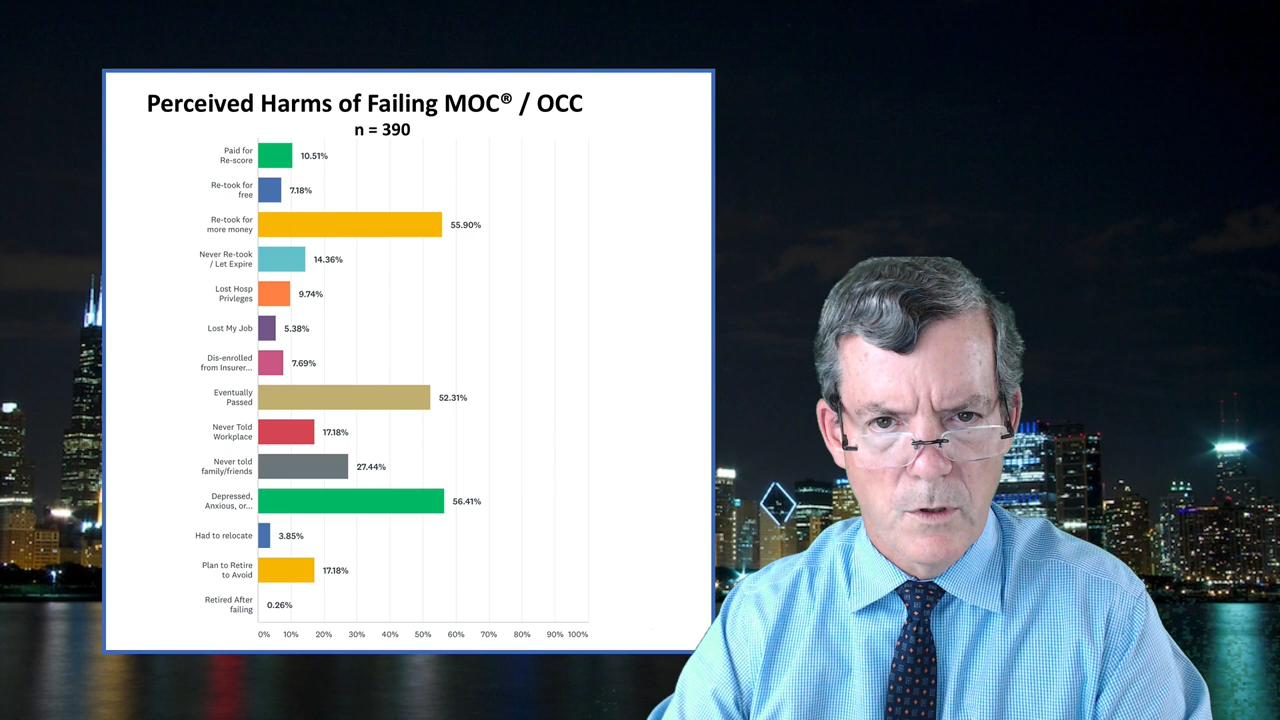 Perceived Harms of Failing MOC® / OCC
n = 390
Paid for
Re-score
10.51%
Re-took for
free
7.18%
Re-took for
more money
55.90%
Never Re-took
/ Let Expire
14.36%
Lost Hosp
Privleges
9.74%
Lost My Job
5.38%
Dis-enrolled
from Insurer...
7.69%
Eventually
Passed
52.31%
Never Told
Workplace
17.18%
Never told
family/friends
27.44%
Depressed,
Anxious, or...
56.41%
Had to relocate
3.85%
Plan to Retire
to Avoid
17.18%
Retired After
failing
0.26%
0% 10% 20% 30% 40% 50% 60% 70% 80% 90% 100%